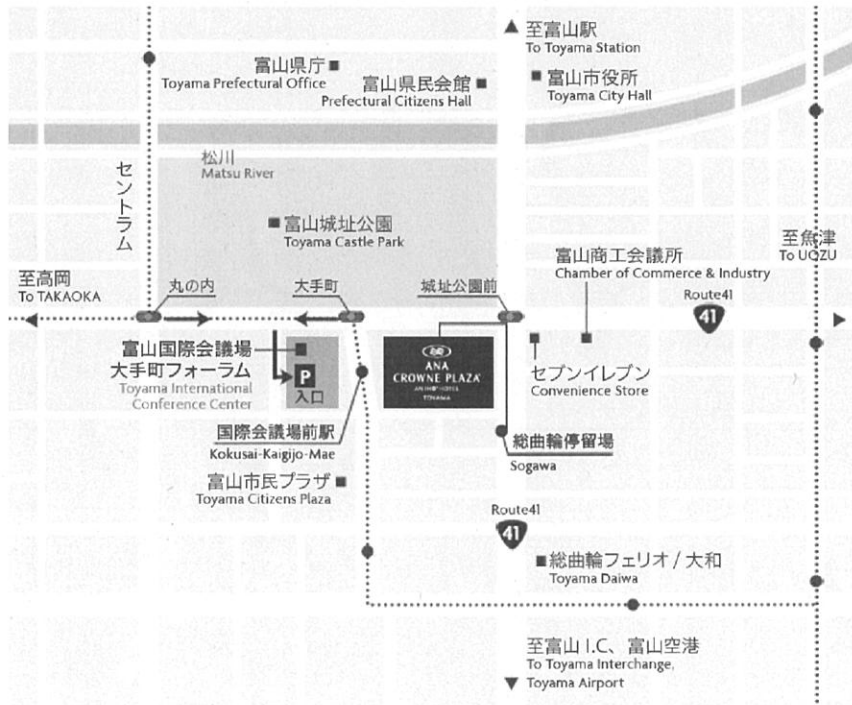 至富山駅
To Toyama Station
富山県庁
Toyama Prefectural Office
富山県民会館
Prefectural Citizens Hall
富山市役所
Toyama City Hall
松川
Matsu River
セントラム
富山城址公園
Toyama Castle Park
富山商工会議所
Chamber of Commerce & Industry
至魚津
To UOZU
至高岡
To TAKAOKA
丸の内
大手町
城址公園前
Route41
41
富山国際会議場
大手町フォーラム
Toyama International
Conference Center
P
入口
ANA
CROWNE PLAZA
AN IHG HOTEL
TOYAMA
セブンイレブン
Convenience Store
国際会議場前駅
Kokusai-Kaigijo-Mae
総曲輪停留場
Sogawa
富山市民プラザ
Toyama Citizens Plaza
Route41
41
総曲輪フェリオ / 大和
Toyama Daiwa
至富山 I.C、富山空港
To Toyama Interchange,
Toyama Airport